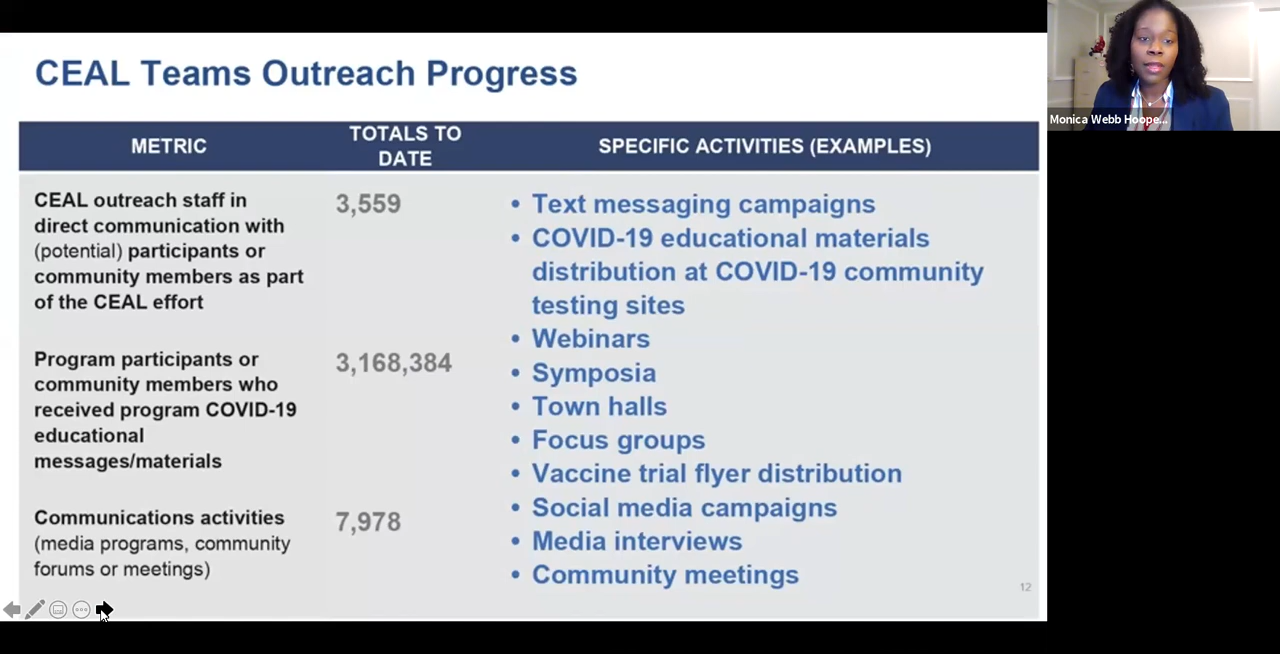 CEAL Teams Outreach Progress
METRIC
TOTALS TO
DATE
SPECIFIC ACTIVITIES (EXAMPLES)
CEAL outreach staff in
direct communication with
(potential) participants or
community members as part
of the CEAL effort
3,559
Program participants or
community members who
received program COVID-19
educational
messages/materials
3,168,384
Communications activities
(media programs, community
forums or meetings)
7,978
• Text messaging campaigns
• COVID-19 educational materials
distribution at COVID-19 community
testing sites
• Webinars
• Symposia
• Town halls
• Focus groups
• Vaccine trial flyer distribution
• Social media campaigns
• Media interviews
• Community meetings
12
Monica Webb Hoope...